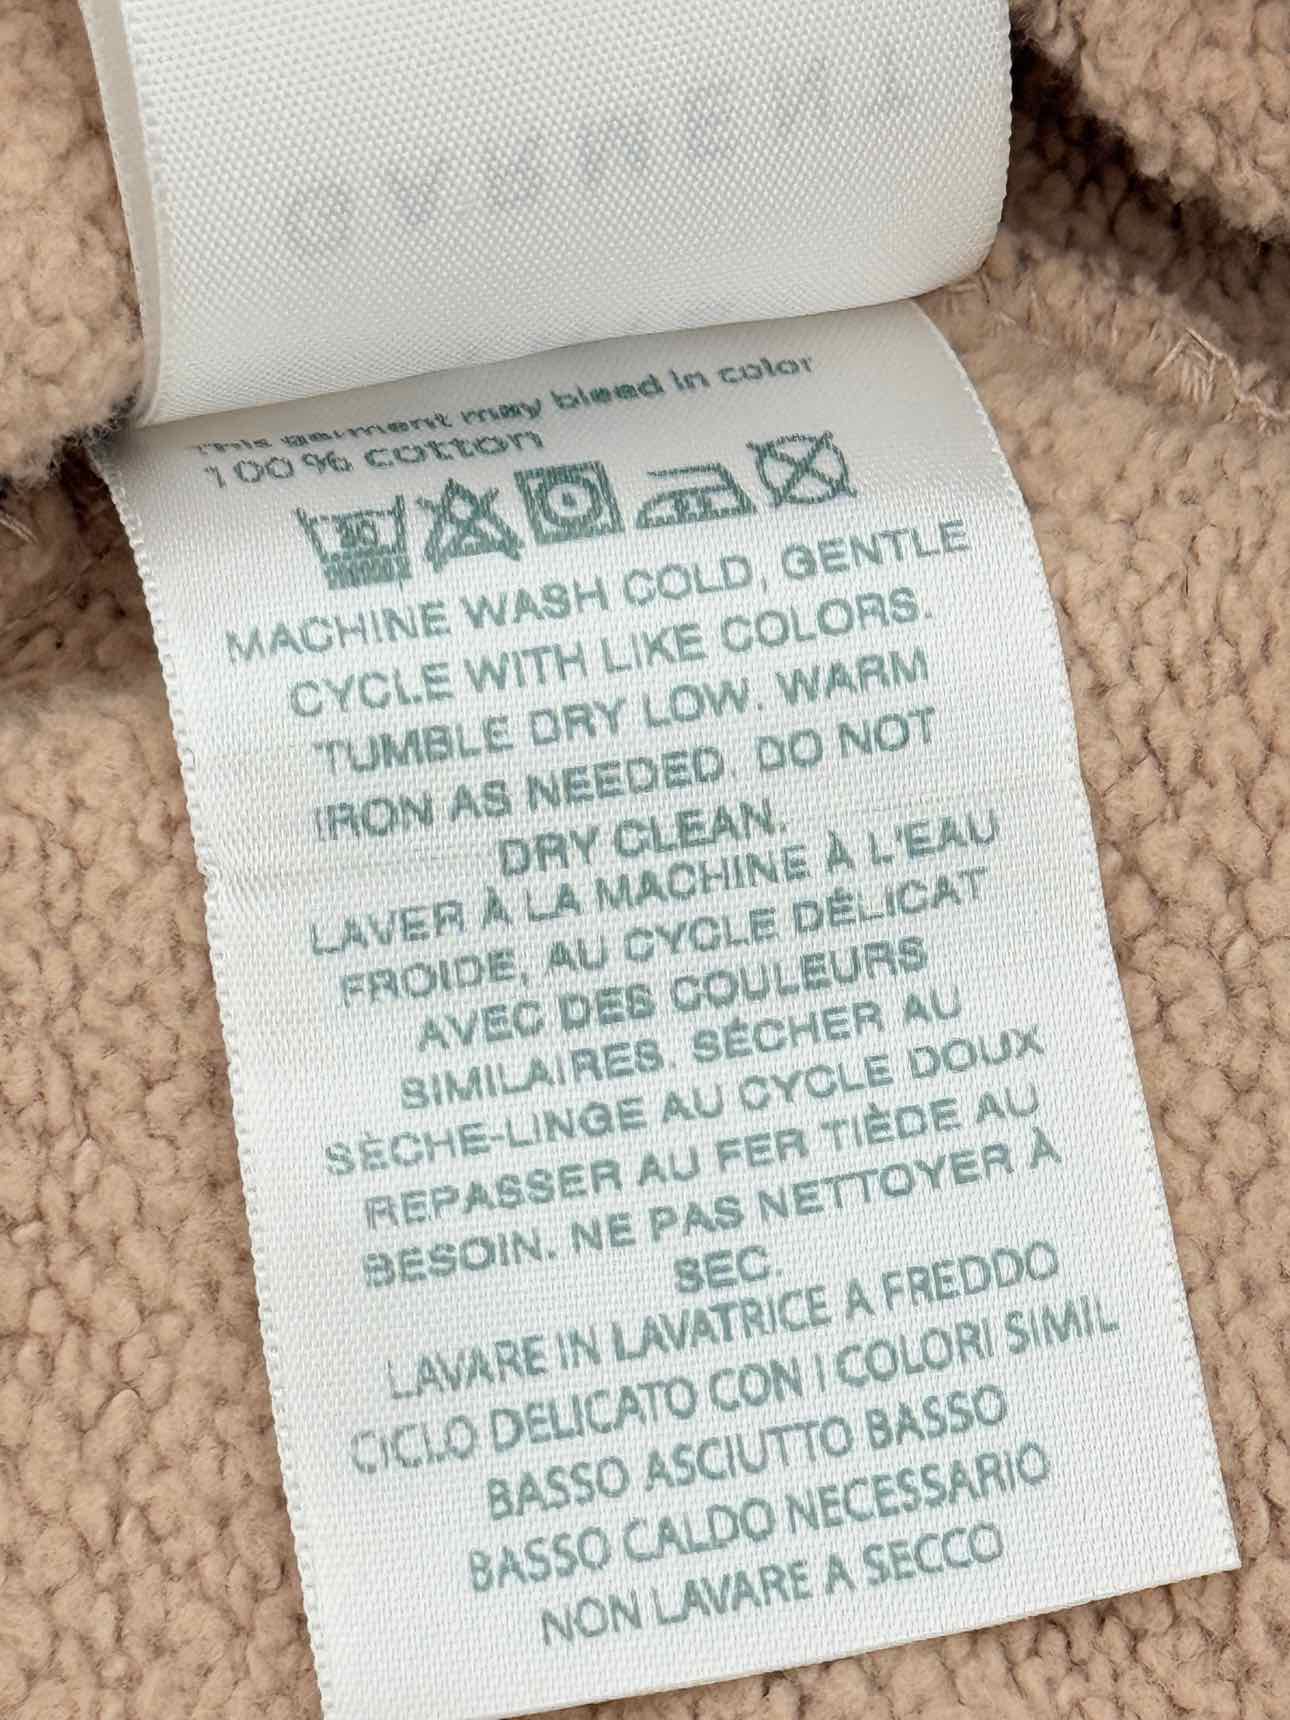 This garment may bleed in color
100% cotton
30
MACHINE WASH COLD, GENTLE
CYCLE WITH LIKE COLORS.
TUMBLE DRY LOW. WARM
IRON AS NEEDED. DO NOT
DRY CLEAN.
LAVER À LA MACHINE À L'EAU
FROIDE, AU CYCLE DÉLICAT
AVEC DES COULEURS
SIMILAIRES. SÉCHER AU
SÈCHE-LINGE AU CYCLE DOUX
REPASSER AU FER TIÈDE AU
BESOIN. NE PAS NETTOYER À
SEC.
LAVARE IN LAVATRICE A FREDDO
CICLO DELICATO CON I COLORI SIMIL
BASSO ASCIUTTO BASSO
BASSO CALDO NECESSARIO
NON LAVARE A SECCO